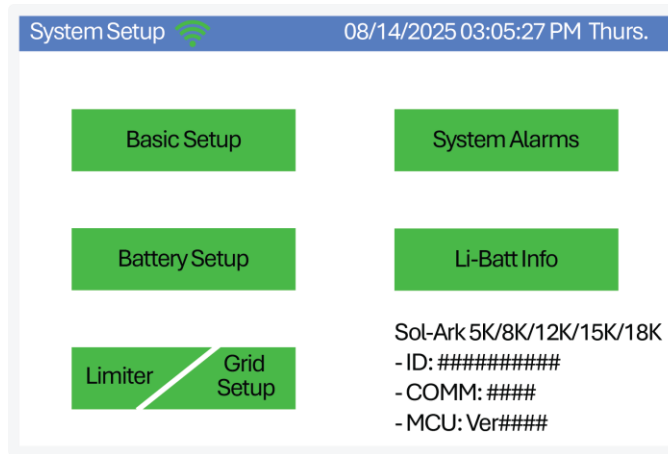 System Setup 08/14/2025 03:05:27 PM Thurs.
Basic Setup
System Alarms
Battery Setup
Li-Batt Info
Limiter
Grid
Setup
Sol-Ark 5K/8K/12K/15K/18K
- ID: ##########
- COMM: ####
- MCU: Ver####